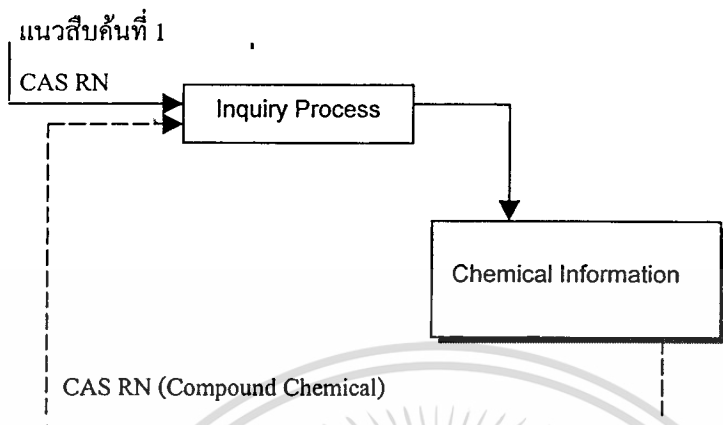 แนวสืบค้นที่ 1
CAS RN
Inquiry Process
Chemical Information
CAS RN (Compound Chemical)